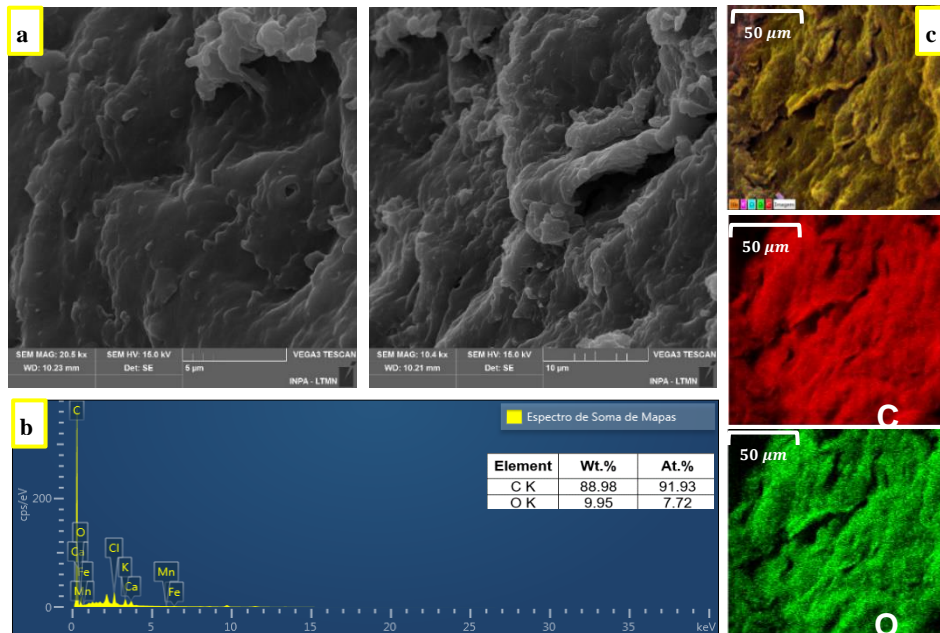 a
SEM MAG: 20.5 kx
SEM HV: 15.0 kV
VEGA3 TESCAN
WD: 10.23 mm
Det: SE
5 µm
INPA - LTMN
SEM MAG: 10.4 kx
SEM HV: 15.0 kV
VEGA3 TESCAN
WD: 10.21 mm
Det: SE
10 µm
INPA - LTMN
b
C
Espectro de Soma de Mapas
Element Wt.% At.%
C K 88.98 91.93
O K 9.95 7.72
cps/eV
200
0
O
Ca
Fe
Mn
Cl
K
Ca
Mn
Fe
0 5 10 15 20 25 30 35 keV
c
50 µm
50 µm
C
50 µm
O